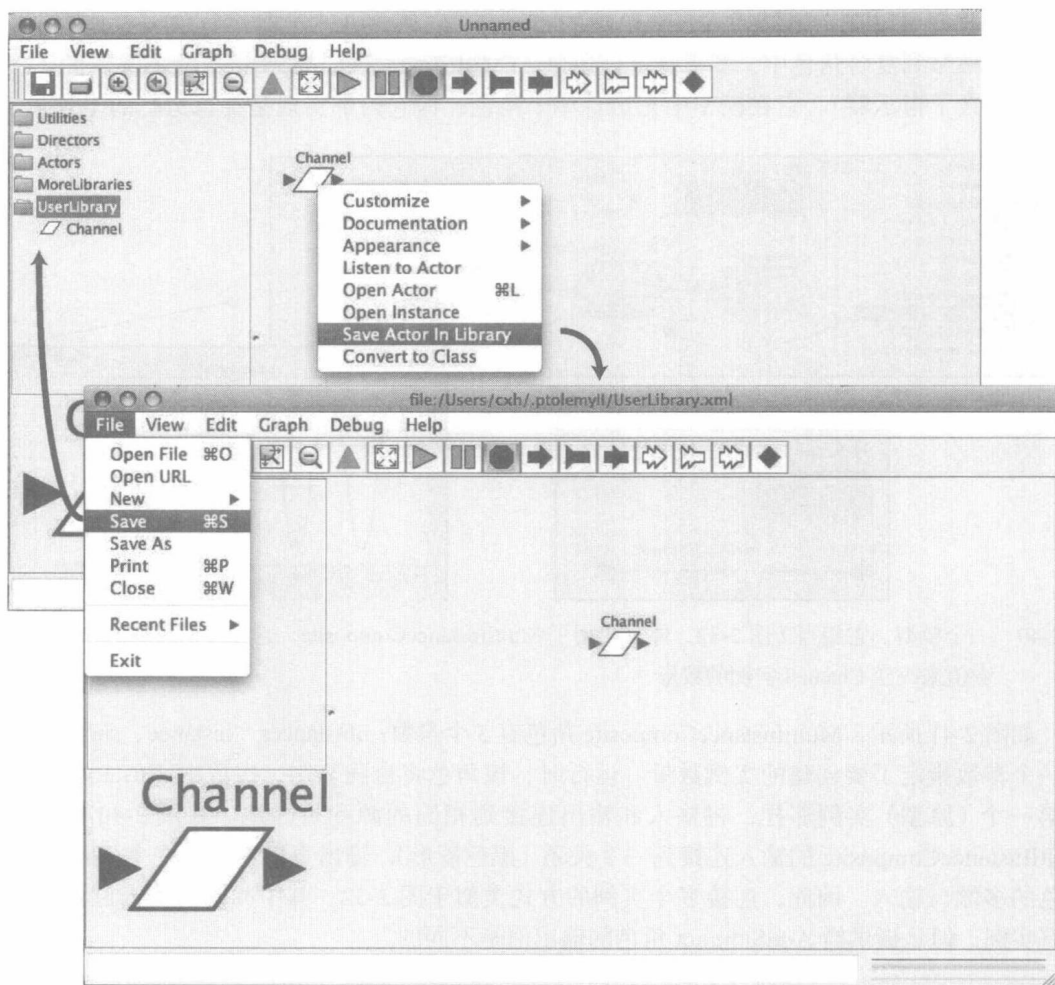 Unnamed
File View Edit Graph Debug Help
Utilities
Directors
Actors
MoreLibraries
UserLibrary
Channel
Channel
Customize
Documentation
Appearance
Listen to Actor
Open Actor ⌘L
Open Instance
Save Actor In Library
Convert to Class
file:/Users/cxh/.ptolemyII/UserLibrary.xml
File View Edit Graph Debug Help
Open File ⌘O
Open URL
New
Save ⌘S
Save As
Print ⌘P
Close ⌘W
Recent Files
Exit
Channel
Channel